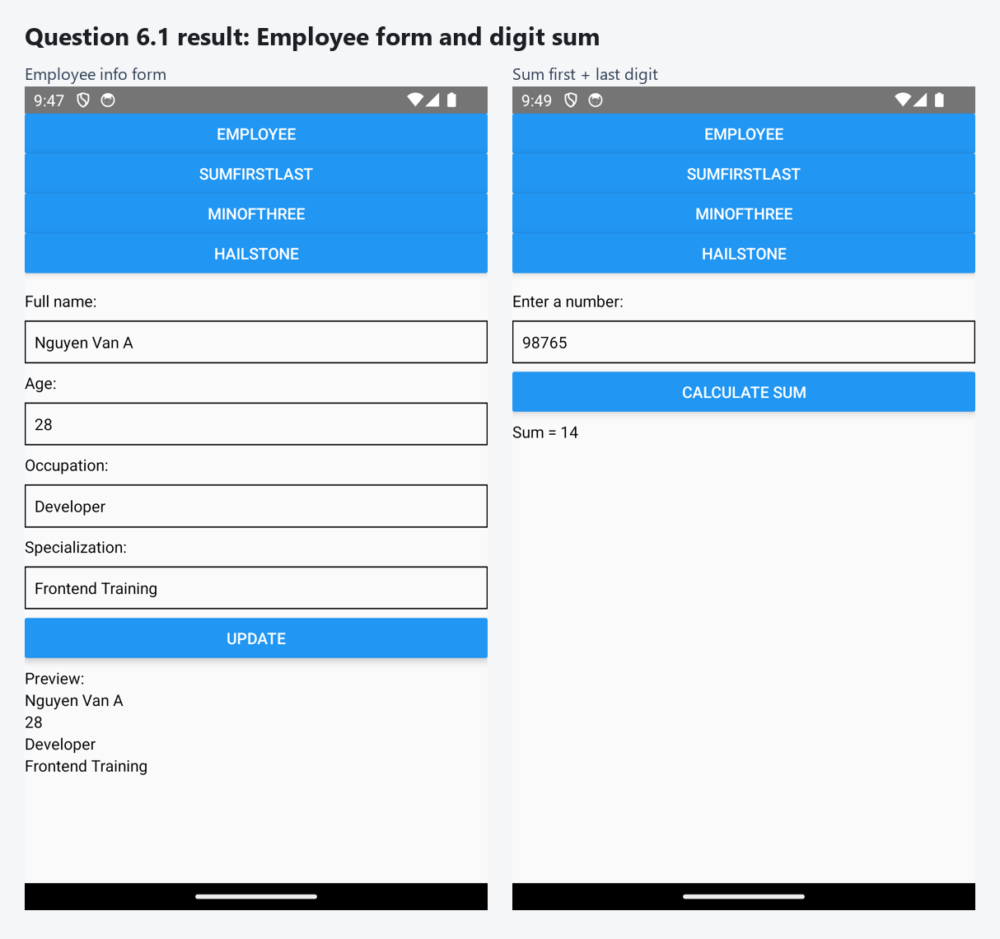 Question 6.1 result: Employee form and digit sum
Employee info form
9:47
EMPLOYEE
SUMFIRSTLAST
MINOFTHREE
HAILSTONE
Full name:
Nguyen Van A
Age:
28
Occupation:
Developer
Specialization:
Frontend Training
UPDATE
Preview:
Nguyen Van A
28
Developer
Frontend Training
Sum first + last digit
9:49
EMPLOYEE
SUMFIRSTLAST
MINOFTHREE
HAILSTONE
Enter a number:
98765
CALCULATE SUM
Sum = 14